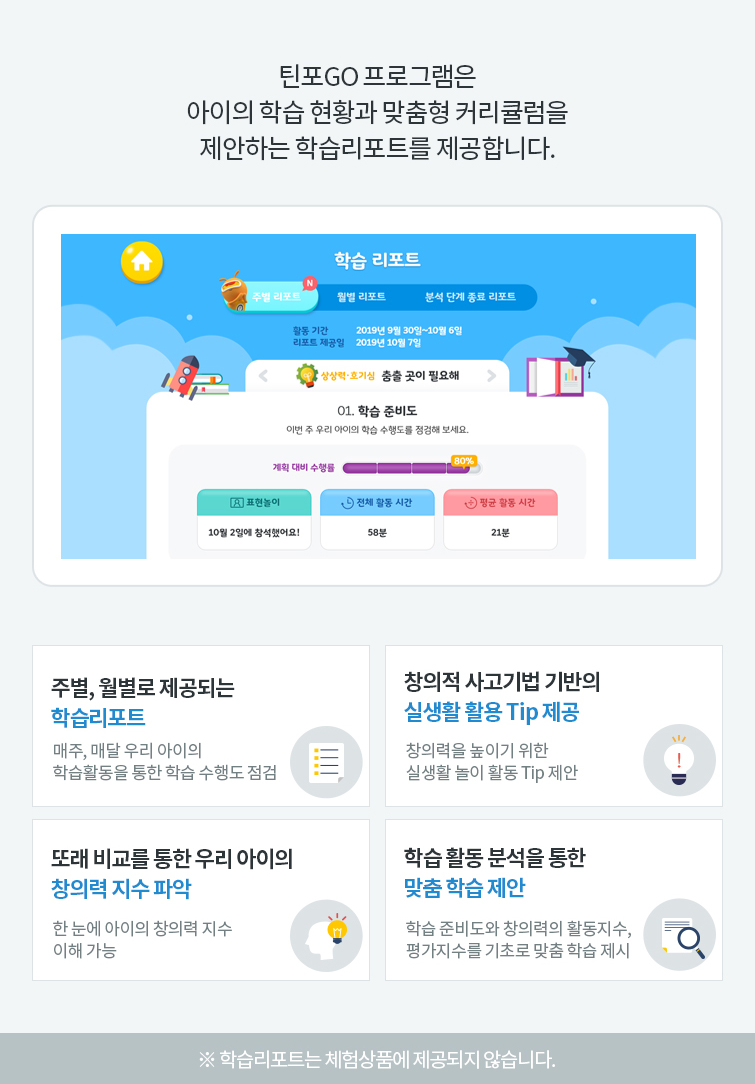 틴포GO 프로그램은
아이의 학습 현황과 맞춤형 커리큘럼을
제안하는 학습리포트를 제공합니다.
학습 리포트
주별 리포트 N 월별 리포트 분석 단계 종료 리포트
활동 기간 2019년 9월 30일~10월 6일
리포트 제공일 2019년 10월 7일
상상력·호기심 춤출 곳이 필요해
01. 학습 준비도
이번 주 우리 아이의 학습 수행도를 점검해 보세요.
계획 대비 수행률 80%
표현놀이 전체 활동 시간 평균 활동 시간
10월 2일에 참석했어요! 58분 21분
주별, 월별로 제공되는
학습리포트
매주, 매달 우리 아이의
학습활동을 통한 학습 수행도 점검
창의적 사고기법 기반의
실생활 활용 Tip 제공
창의력을 높이기 위한
실생활 놀이 활동 Tip 제안
또래 비교를 통한 우리 아이의
창의력 지수 파악
한 눈에 아이의 창의력 지수
이해 가능
학습 활동 분석을 통한
맞춤 학습 제안
학습 준비도와 창의력의 활동지수,
평가지수를 기초로 맞춤 학습 제시
※ 학습리포트는 체험상품에 제공되지 않습니다.